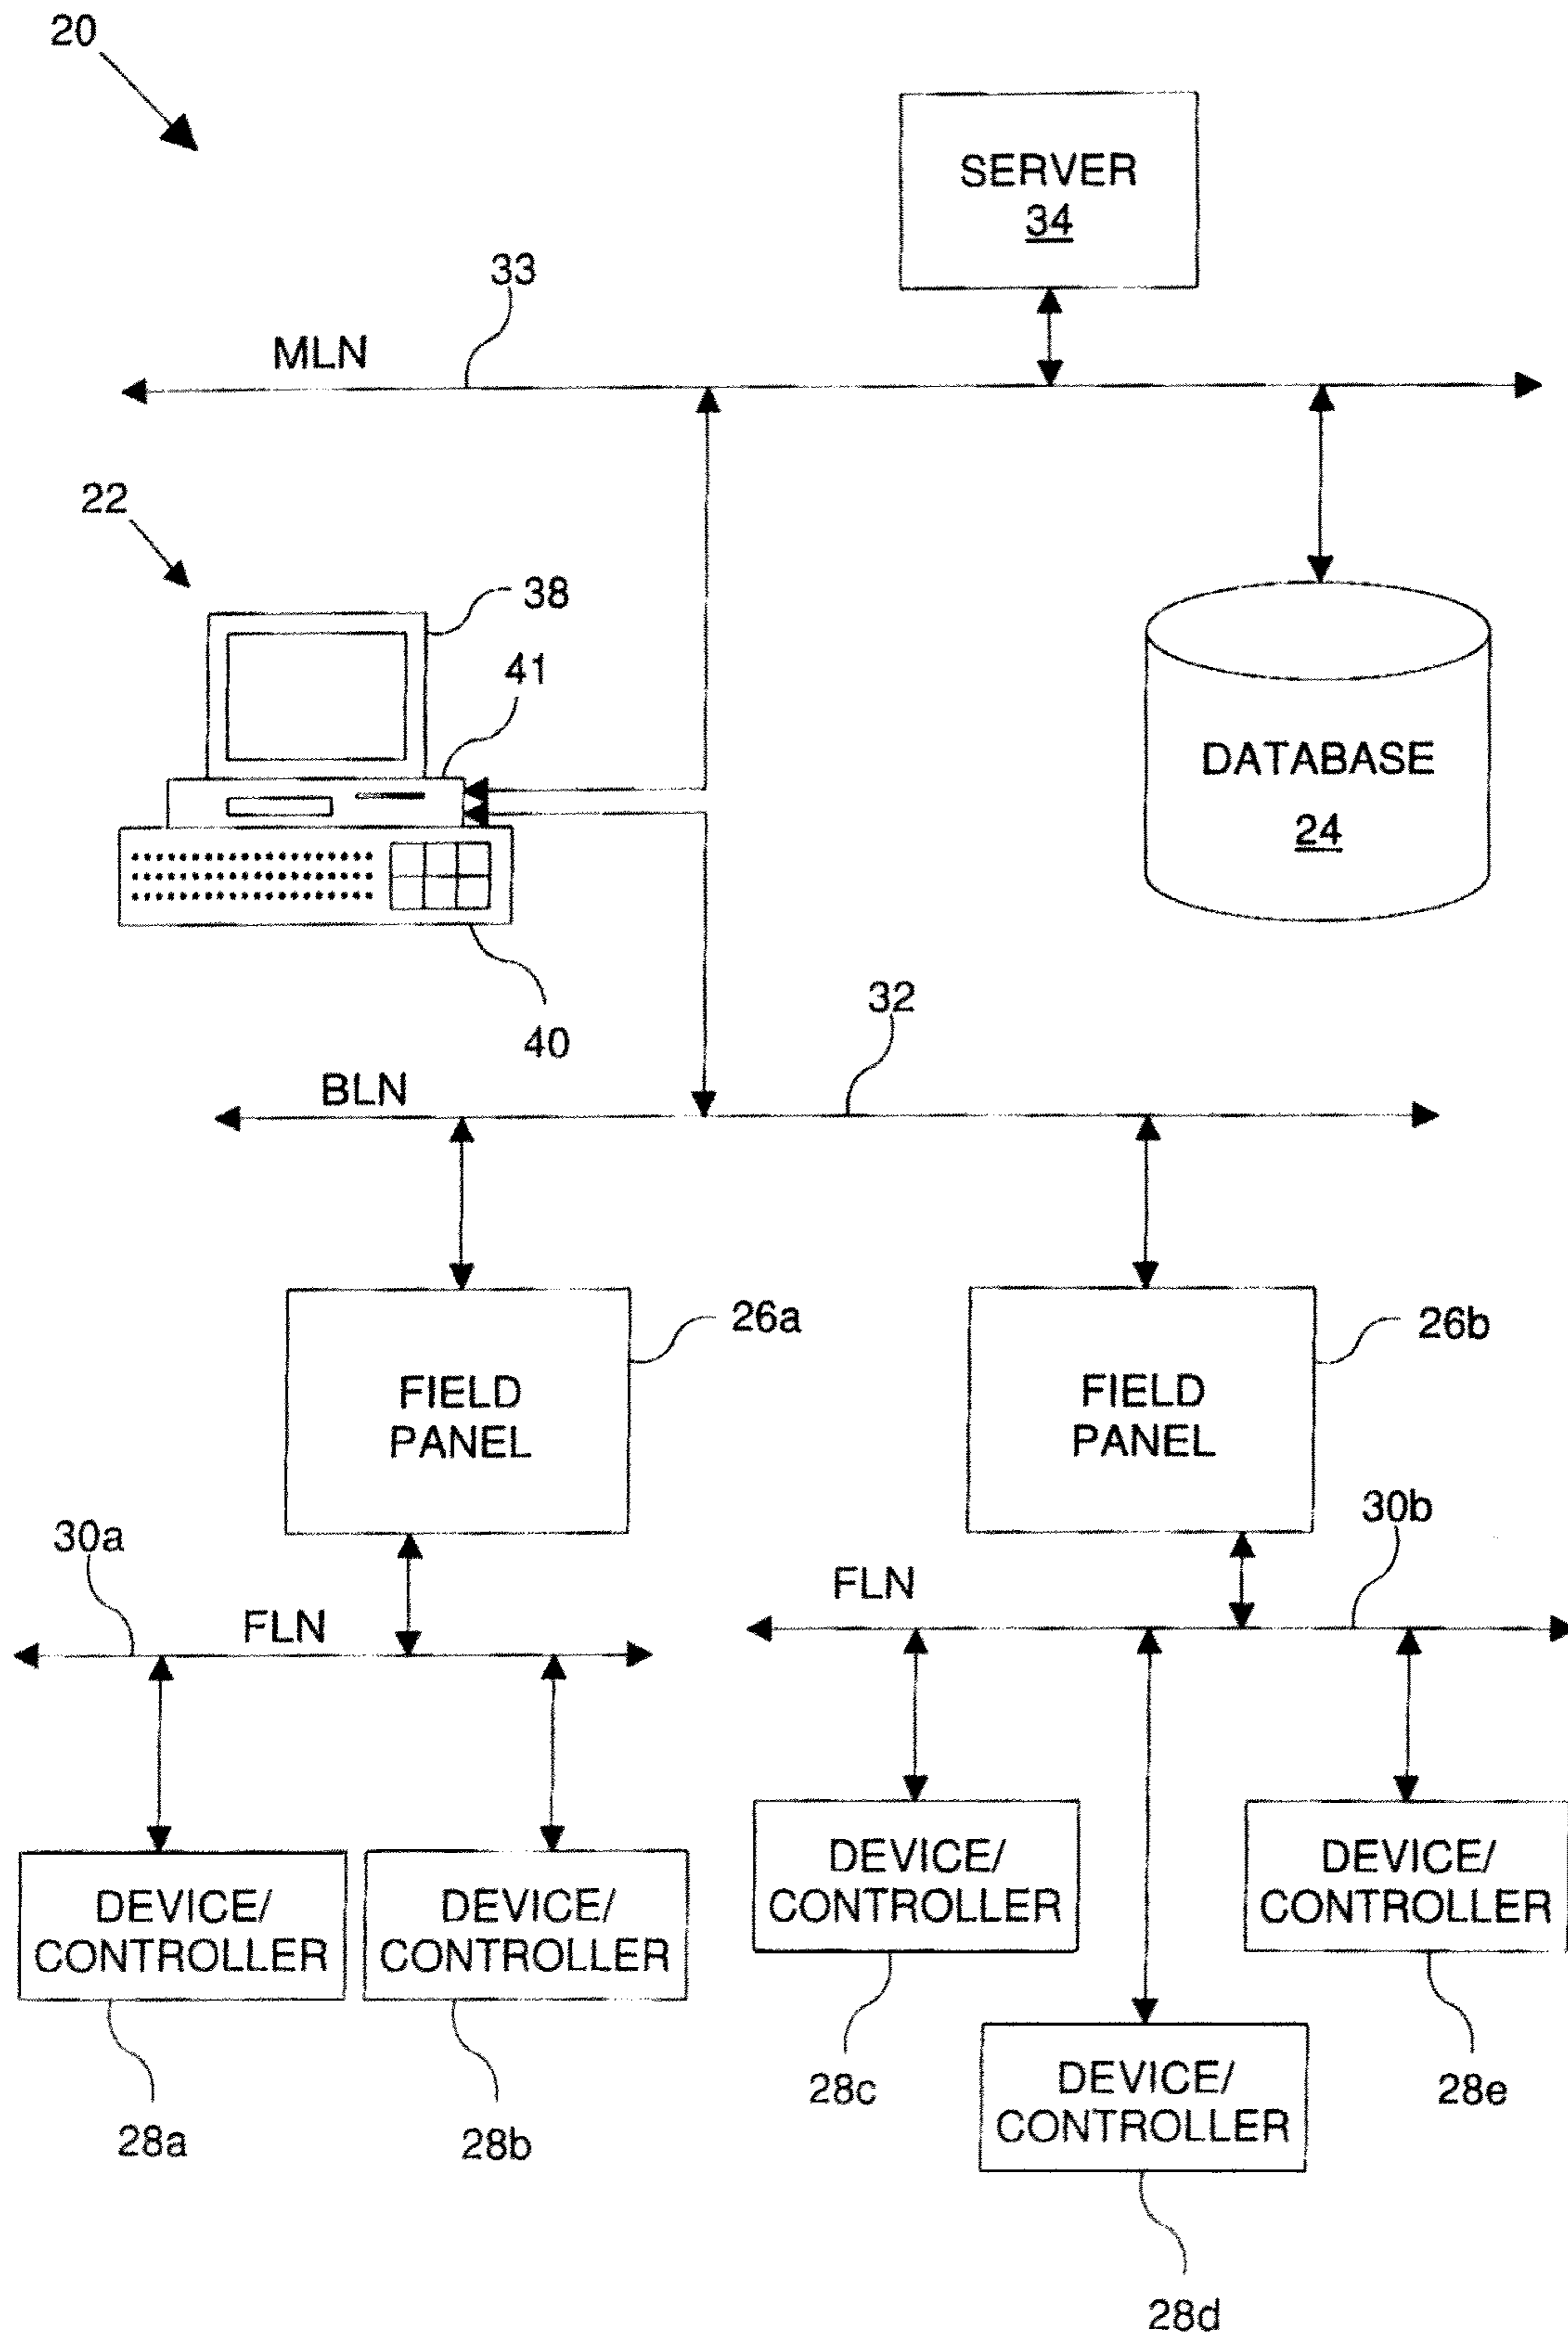 20
SERVER
34
33
MLN
22
38
41
DATABASE
24
40
32
BLN
26a
26b
FIELD
PANEL
FIELD
PANEL
30a
30b
FLN
FLN
DEVICE/
CONTROLLER
DEVICE/
CONTROLLER
DEVICE/
CONTROLLER
DEVICE/
CONTROLLER
28c
28e
DEVICE/
CONTROLLER
28a
28b
28d